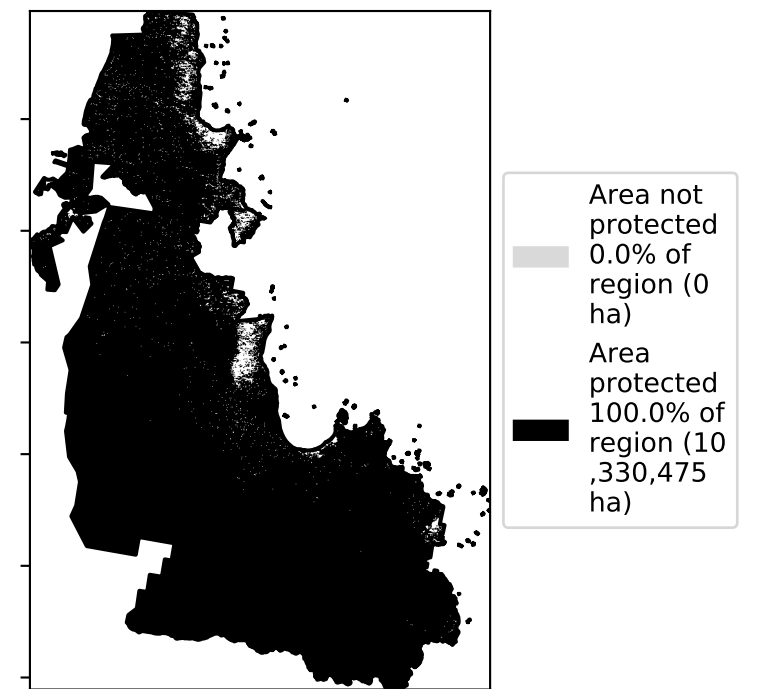 Area not
protected
0.0% of
region (0
ha)
Area
protected
100.0% of
region (10
,330,475
ha)